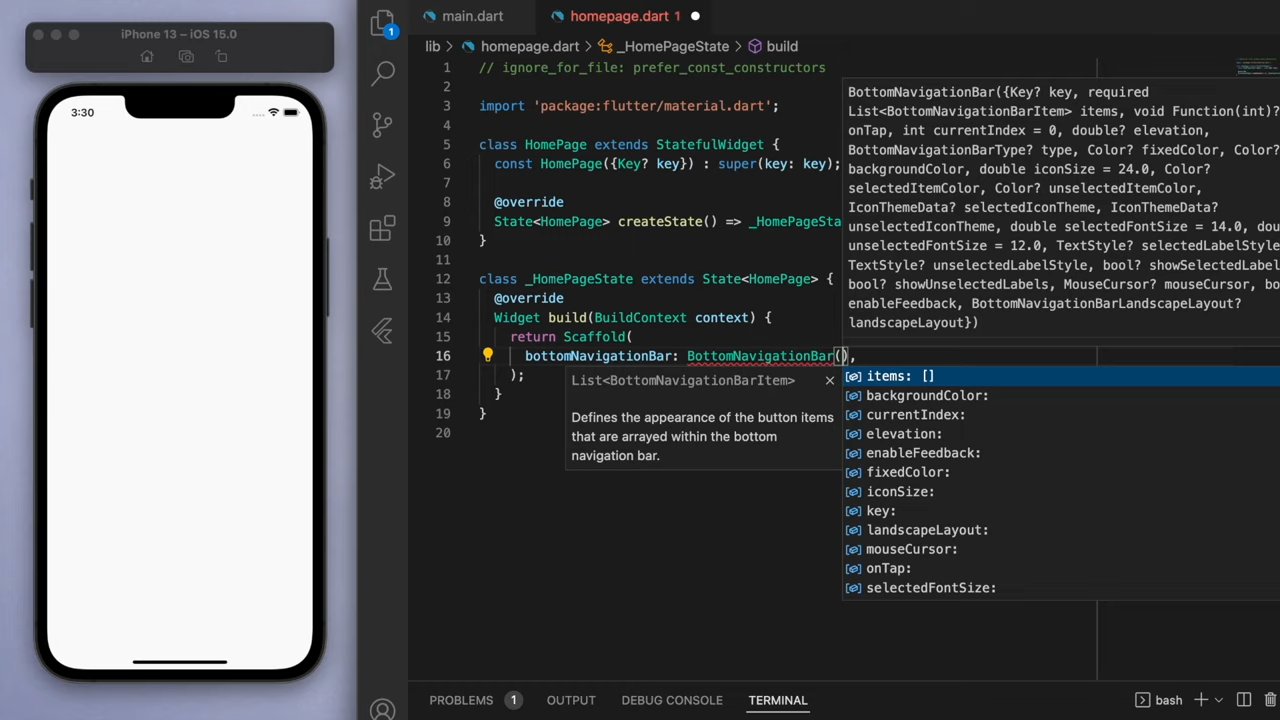 iPhone 13 – iOS 15.0
3:30
1
main.dart
homepage.dart 1
lib > homepage.dart > _HomePageState > build
1 // ignore_for_file: prefer_const_constructors
2
3 import 'package:flutter/material.dart';
4
5 class HomePage extends StatefulWidget {
6 const HomePage({Key? key}) : super(key: key);
7
8 @override
9 State<HomePage> createState() => _HomePageSta
10 }
11
12 class _HomePageState extends State<HomePage> {
13 @override
14 Widget build(BuildContext context) {
15 return Scaffold(
16 bottomNavigationBar: BottomNavigationBar(),
17 );
18 }
19 }
20
BottomNavigationBar({Key? key, required
List<BottomNavigationBarItem> items, void Function(int)?
onTap, int currentIndex = 0, double? elevation,
BottomNavigationBarType? type, Color? fixedColor, Color?
backgroundColor, double iconSize = 24.0, Color?
selectedItemColor, Color? unselectedItemColor,
IconThemeData? selectedIconTheme, IconThemeData?
unselectedIconTheme, double selectedFontSize = 14.0, dou
unselectedFontSize = 12.0, TextStyle? selectedLabelStyle
TextStyle? unselectedLabelStyle, bool? showSelectedLabel
bool? showUnselectedLabels, MouseCursor? mouseCursor, bo
enableFeedback, BottomNavigationBarLandscapeLayout?
landscapeLayout})
List<BottomNavigationBarItem>
Defines the appearance of the button items
that are arrayed within the bottom
navigation bar.
items: []
backgroundColor:
currentIndex:
elevation:
enableFeedback:
fixedColor:
iconSize:
key:
landscapeLayout:
mouseCursor:
onTap:
selectedFontSize:
PROBLEMS 1 OUTPUT DEBUG CONSOLE TERMINAL bash